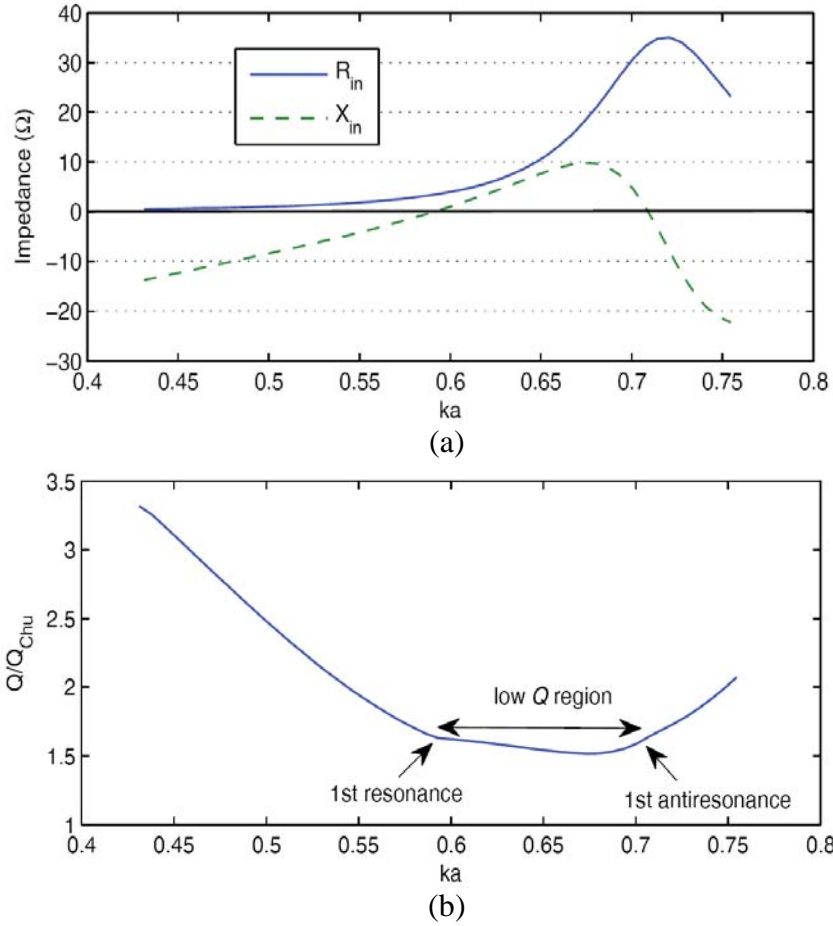 40
30
20
10
0
−10
−20
−30
Impedance (Ω)
R_in
X_in
0.4 0.45 0.5 0.55 0.6 0.65 0.7 0.75 0.8
ka
(a)
3.5
3
2.5
2
1.5
1
Q/Q_Chu
low Q region
1st resonance
1st antiresonance
0.4 0.45 0.5 0.55 0.6 0.65 0.7 0.75 0.8
ka
(b)